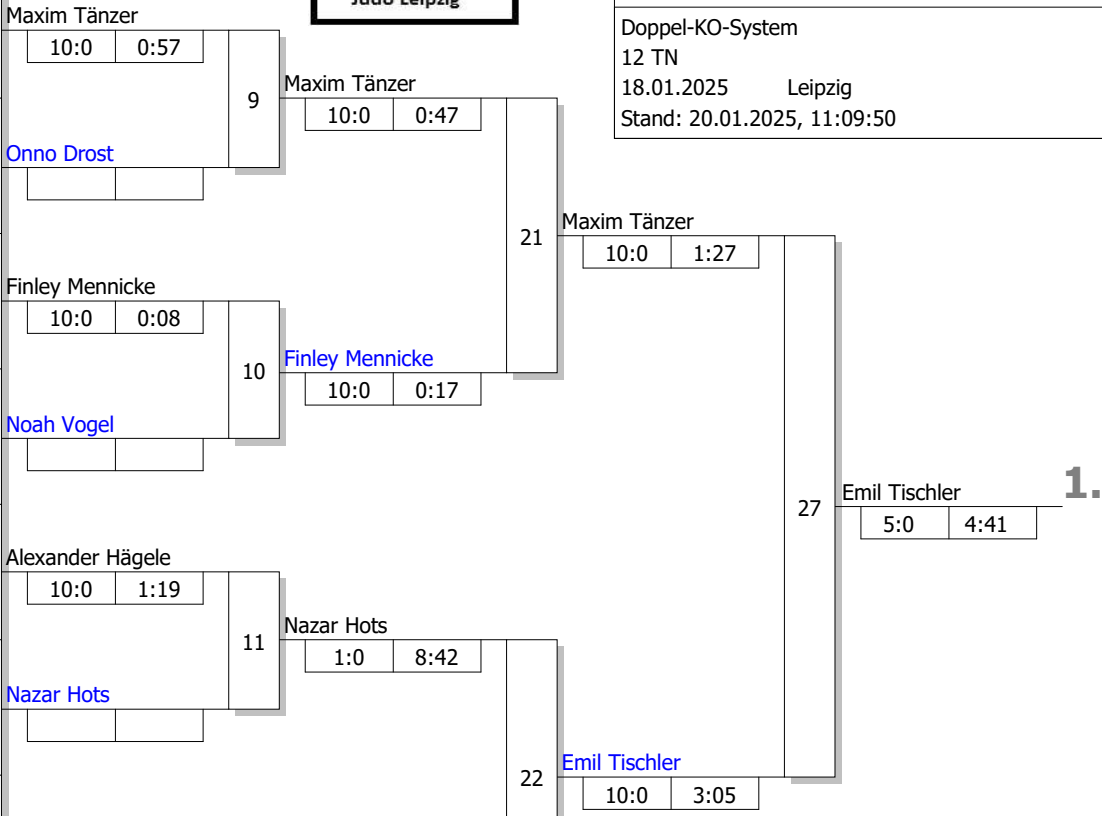 Judo Leipzig
Doppel-KO-System
12 TN
18.01.2025 Leipzig
Stand: 20.01.2025, 11:09:50
Maxim Tänzer
10:0 0:57
9
Onno Drost
Maxim Tänzer
10:0 0:47
21
Maxim Tänzer
10:0 1:27
Finley Mennicke
10:0 0:08
10
Noah Vogel
Finley Mennicke
10:0 0:17
27
Emil Tischler
5:0 4:41
1.
Alexander Hägele
10:0 1:19
11
Nazar Hots
Nazar Hots
1:0 8:42
22
Emil Tischler
10:0 3:05